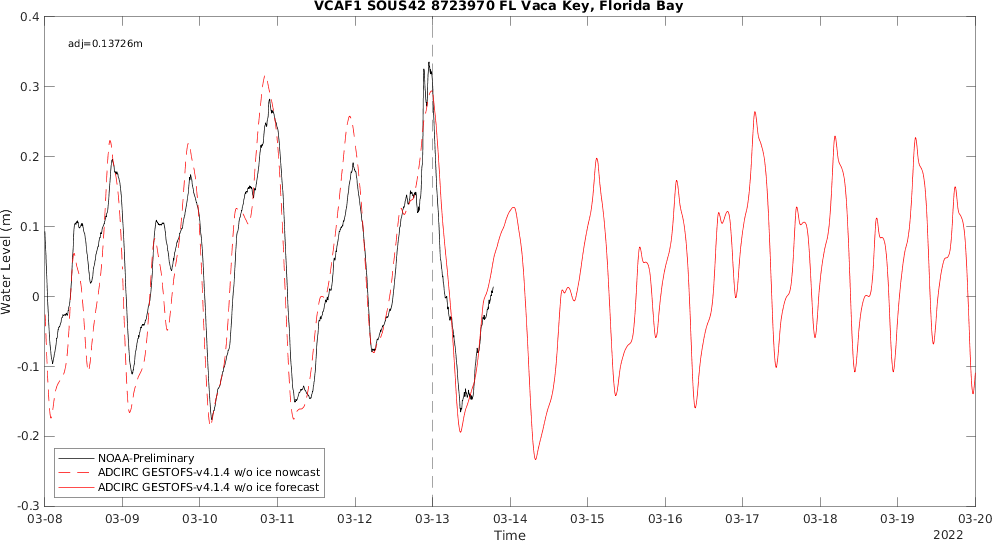 VCAF1 SOUS42 8723970 FL Vaca Key, Florida Bay
adj=0.13726m
0.4
0.3
0.2
0.1
0
-0.1
-0.2
-0.3
Water Level (m)
NOAA-Preliminary
ADCIRC GESTOFS-v4.1.4 w/o ice nowcast
ADCIRC GESTOFS-v4.1.4 w/o ice forecast
03-08 03-09 03-10 03-11 03-12 03-13 03-14 03-15 03-16 03-17 03-18 03-19 03-20
Time
2022